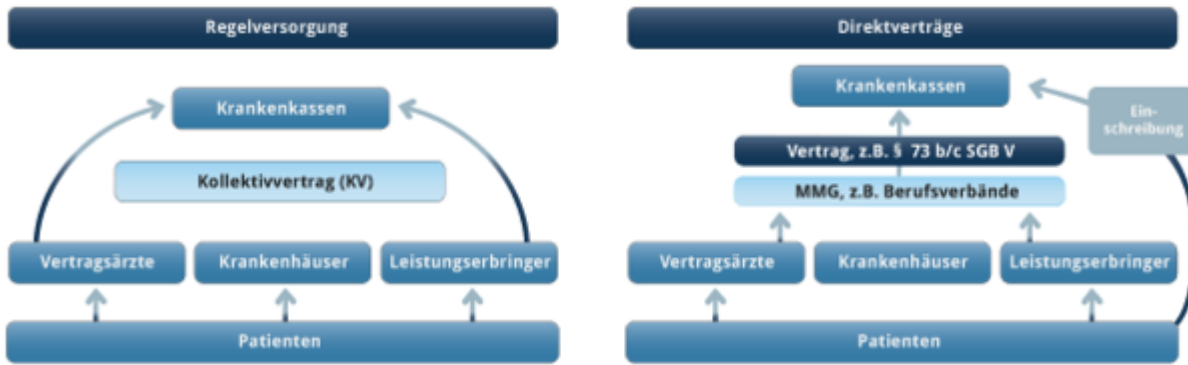 Regelversorgung
Krankenkassen
Kollektivvertrag (KV)
Vertragsärzte
Krankenhäuser
Leistungserbringer
Patienten
Direktverträge
Krankenkassen
Ein-
schreibung
Vertrag, z.B. § 73 b/c SGB V
MMG, z.B. Berufsverbände
Vertragsärzte
Krankenhäuser
Leistungserbringer
Patienten